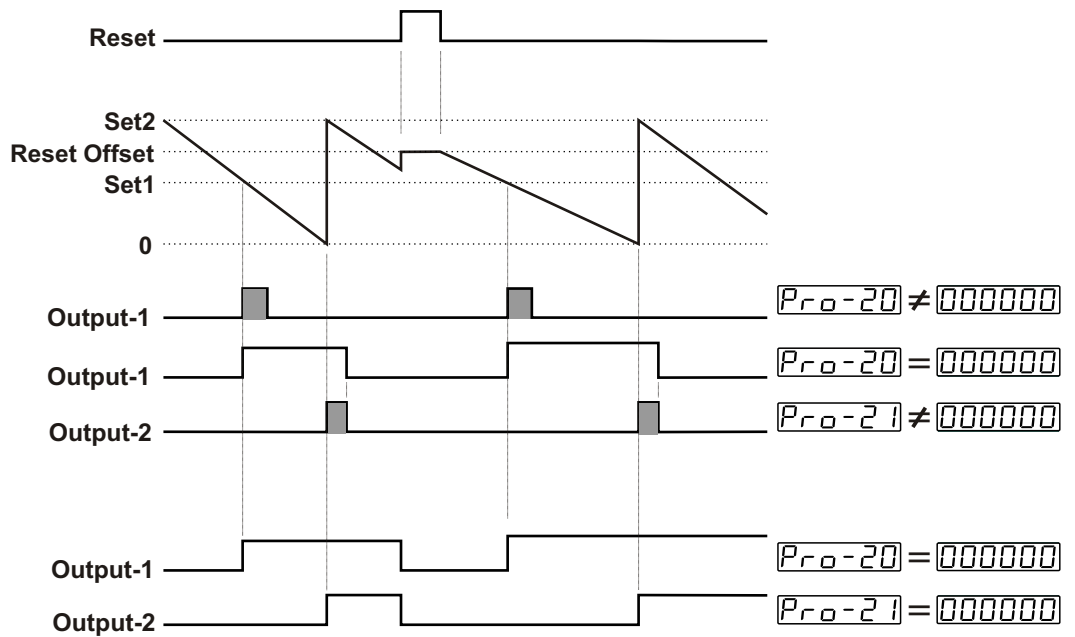 Reset
Set2
Reset Offset
Set1
0
Output-1 Pro-20 ≠ 000000
Output-1 Pro-20 = 000000
Output-2 Pro-21 ≠ 000000
Output-1 Pro-20 = 000000
Output-2 Pro-21 = 000000